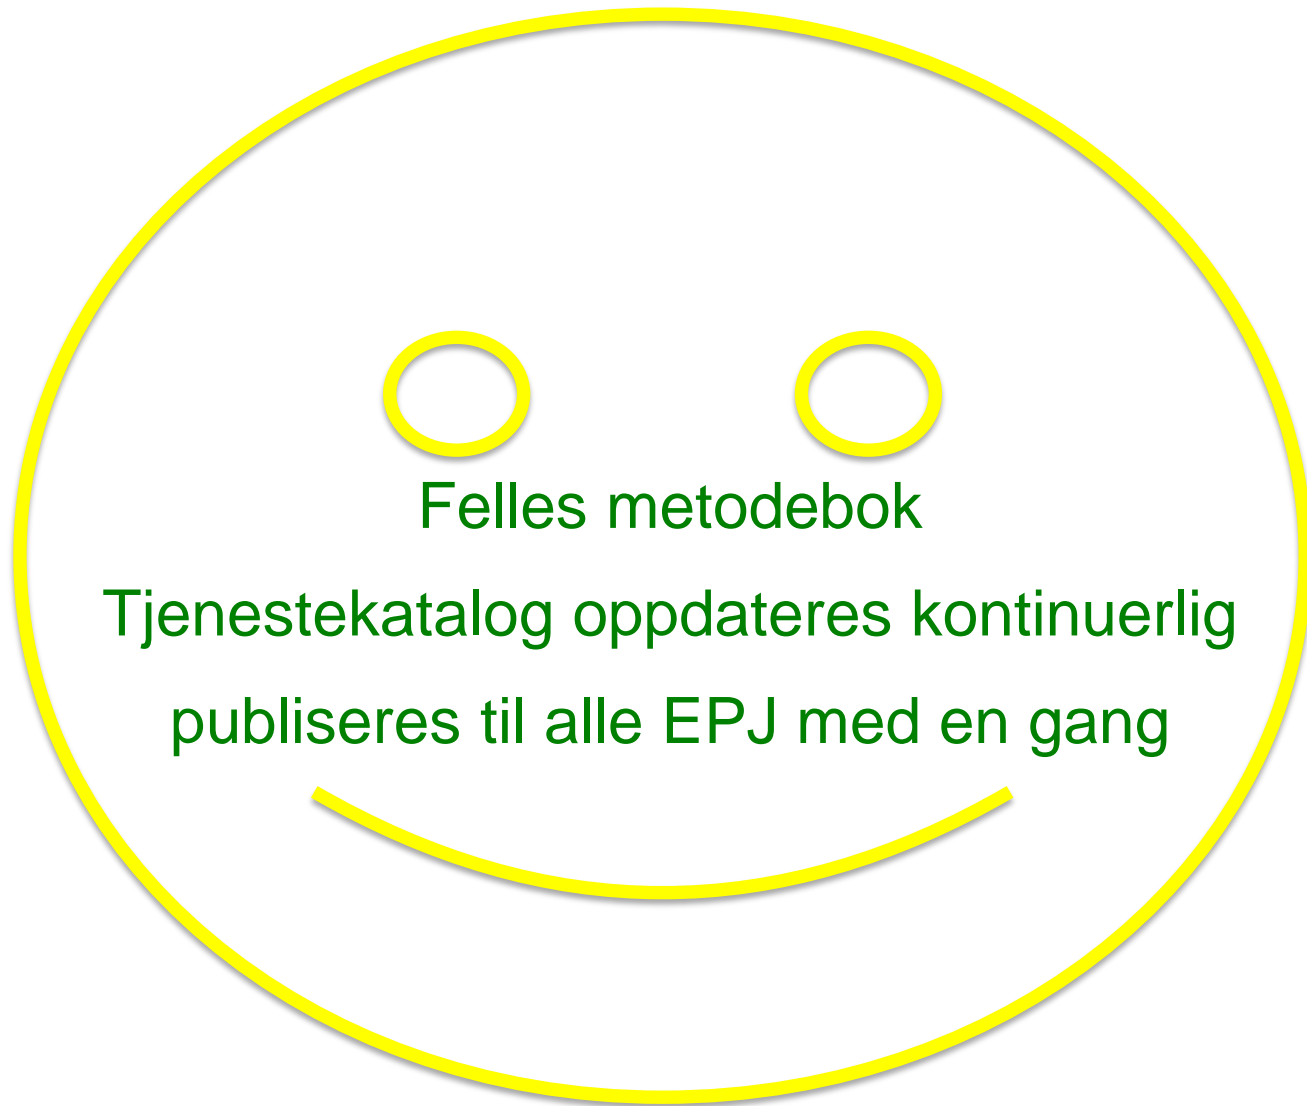 Felles metodebok
Tjenestekatalog oppdateres kontinuerlig
publiseres til alle EPJ med en gang